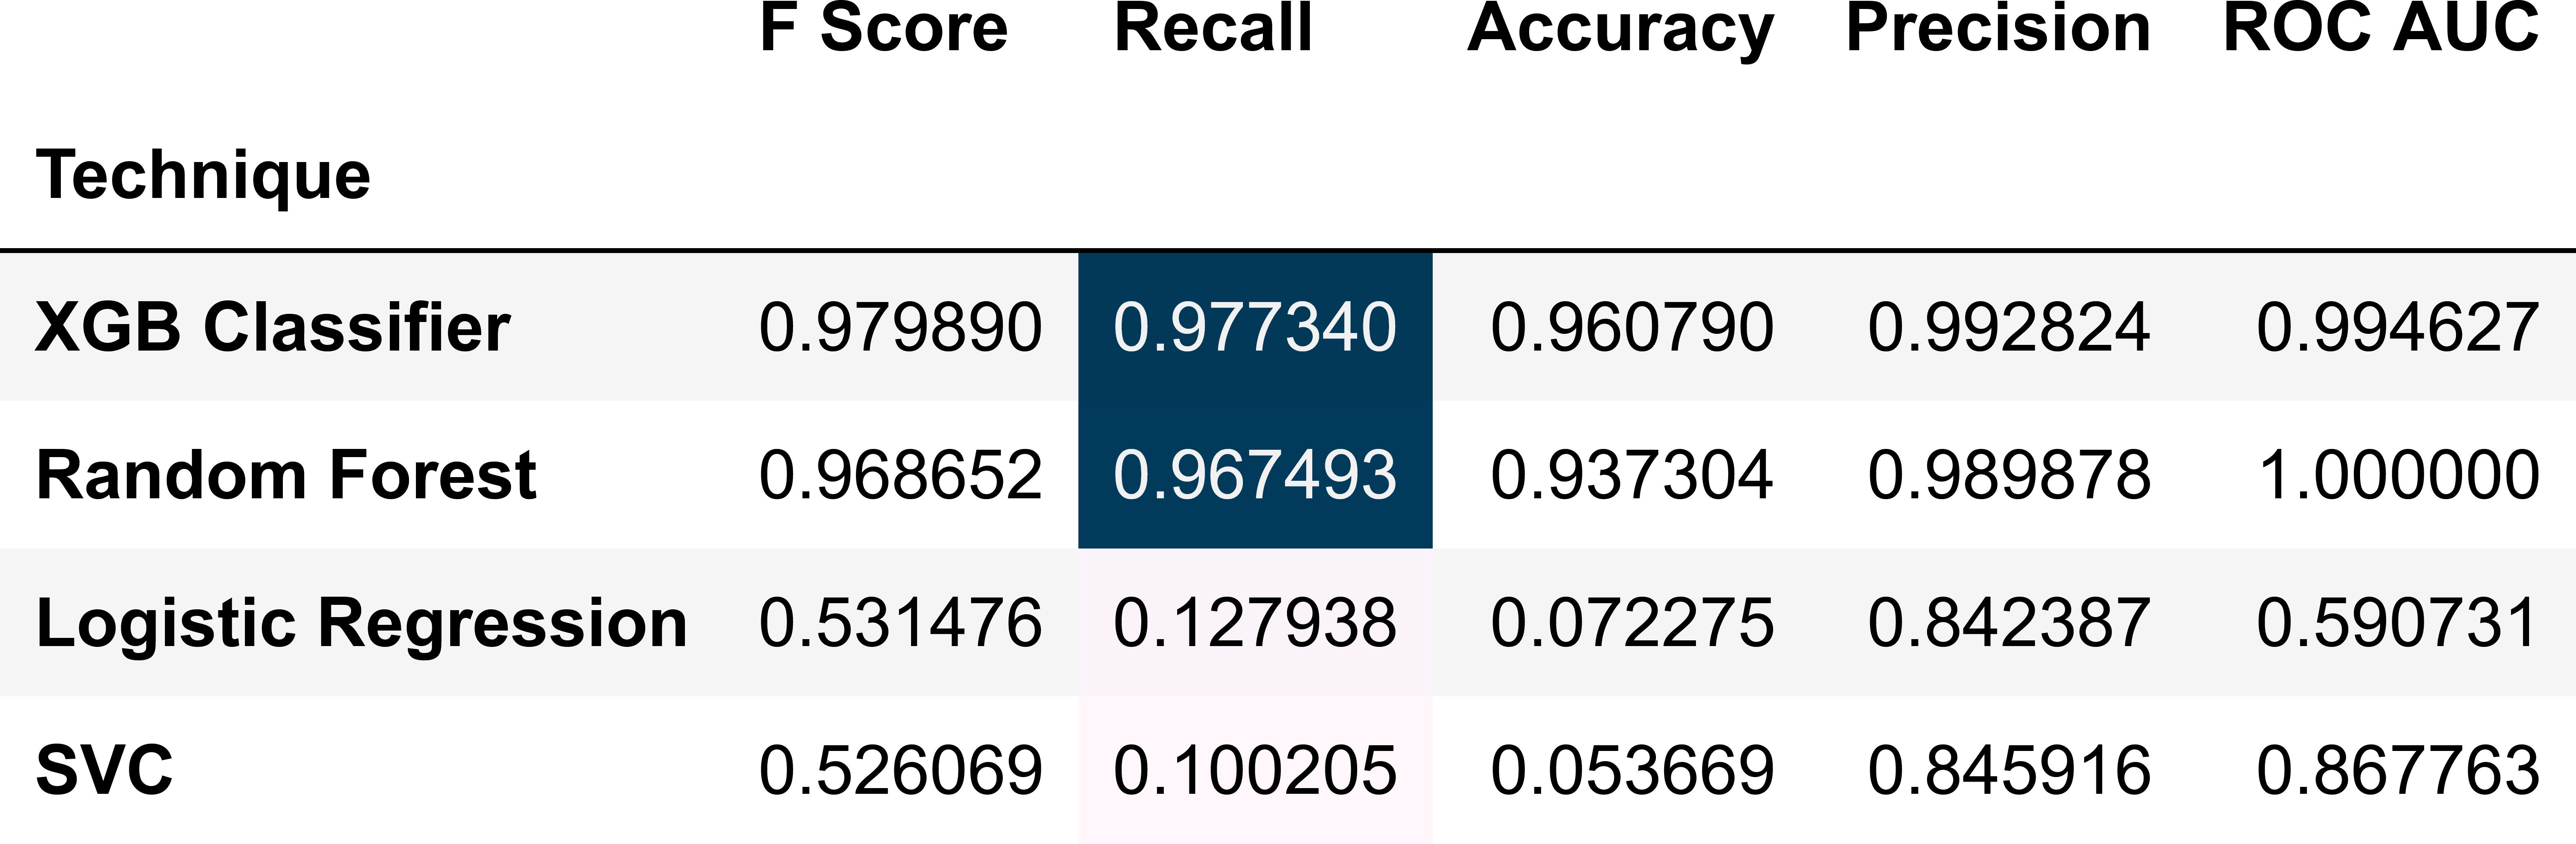 F Score Recall Accuracy Precision ROC AUC
Technique
XGB Classifier 0.979890 0.977340 0.960790 0.992824 0.994627
Random Forest 0.968652 0.967493 0.937304 0.989878 1.000000
Logistic Regression 0.531476 0.127938 0.072275 0.842387 0.590731
SVC 0.526069 0.100205 0.053669 0.845916 0.867763